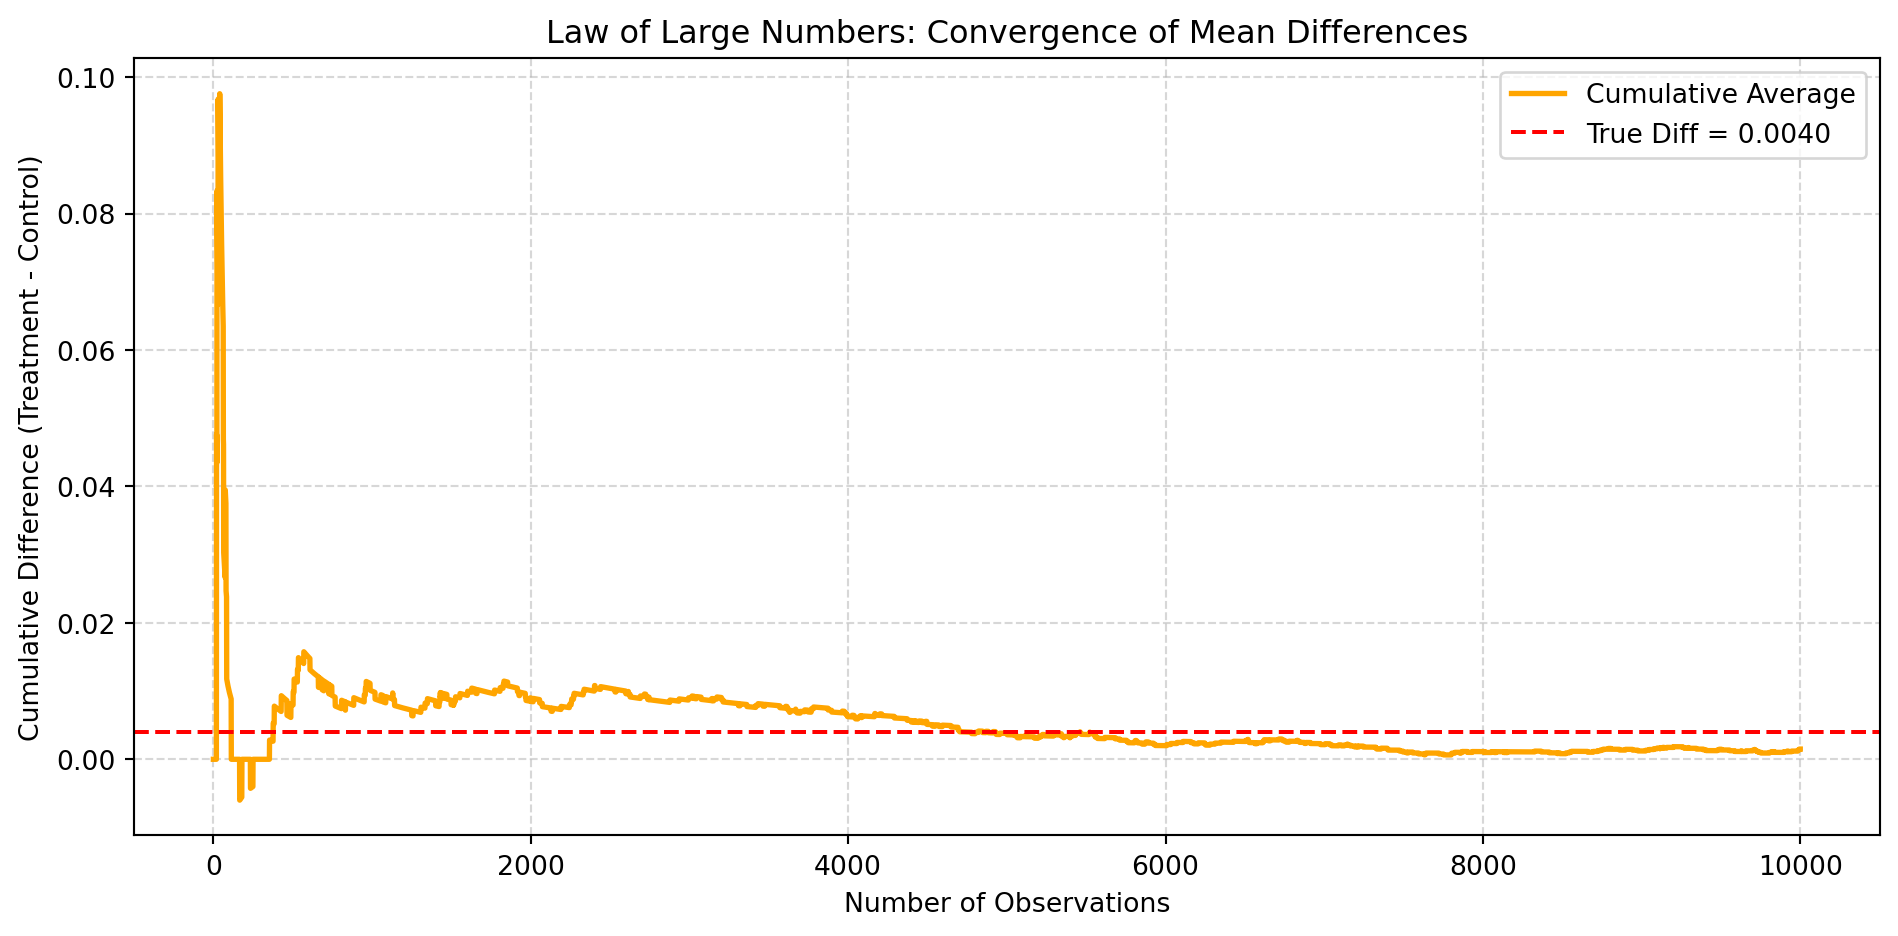 Law of Large Numbers: Convergence of Mean Differences
Cumulative Average
True Diff = 0.0040
Cumulative Difference (Treatment - Control)
0.10
0.08
0.06
0.04
0.02
0.00
0 2000 4000 6000 8000 10000
Number of Observations